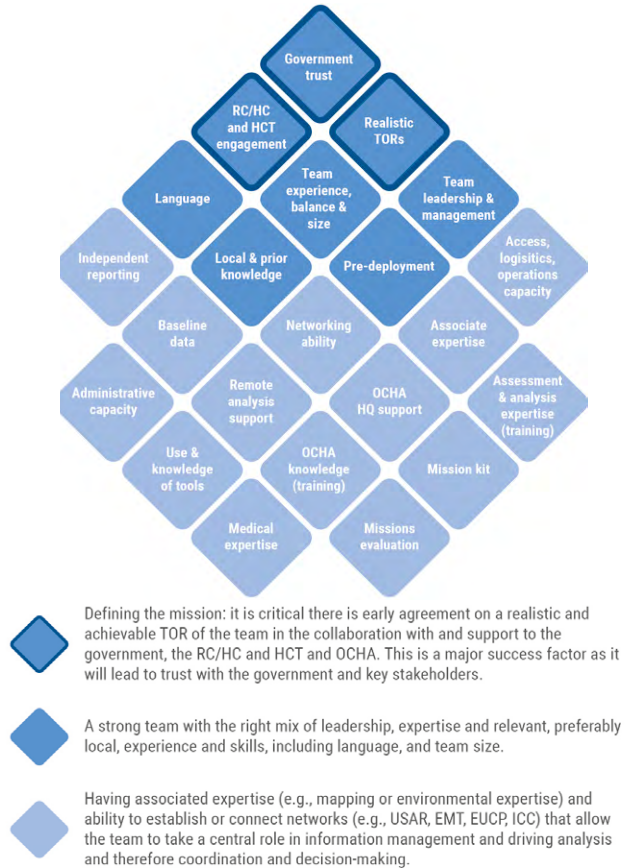 Government
trust
RC/HC
and HCT
engagement
Realistic
TORs
Language
Team
experience,
balance &
size
Team
leadership &
management
Independent
reporting
Local & prior
knowledge
Pre-deployment
Access,
logisitics,
operations
capacity
Baseline
data
Networking
ability
Associate
expertise
Administrative
capacity
Remote
analysis
support
OCHA
HQ support
Assessment
& analysis
expertise
(training)
Use &
knowledge
of tools
OCHA
knowledge
(training)
Mission kit
Medical
expertise
Missions
evaluation
Defining the mission: it is critical there is early agreement on a realistic and
achievable TOR of the team in the collaboration with and support to the
government, the RC/HC and HCT and OCHA. This is a major success factor as it
will lead to trust with the government and key stakeholders.
A strong team with the right mix of leadership, expertise and relevant, preferably
local, experience and skills, including language, and team size.
Having associated expertise (e.g., mapping or environmental expertise) and
ability to establish or connect networks (e.g., USAR, EMT, EUCP, ICC) that allow
the team to take a central role in information management and driving analysis
and therefore coordination and decision-making.